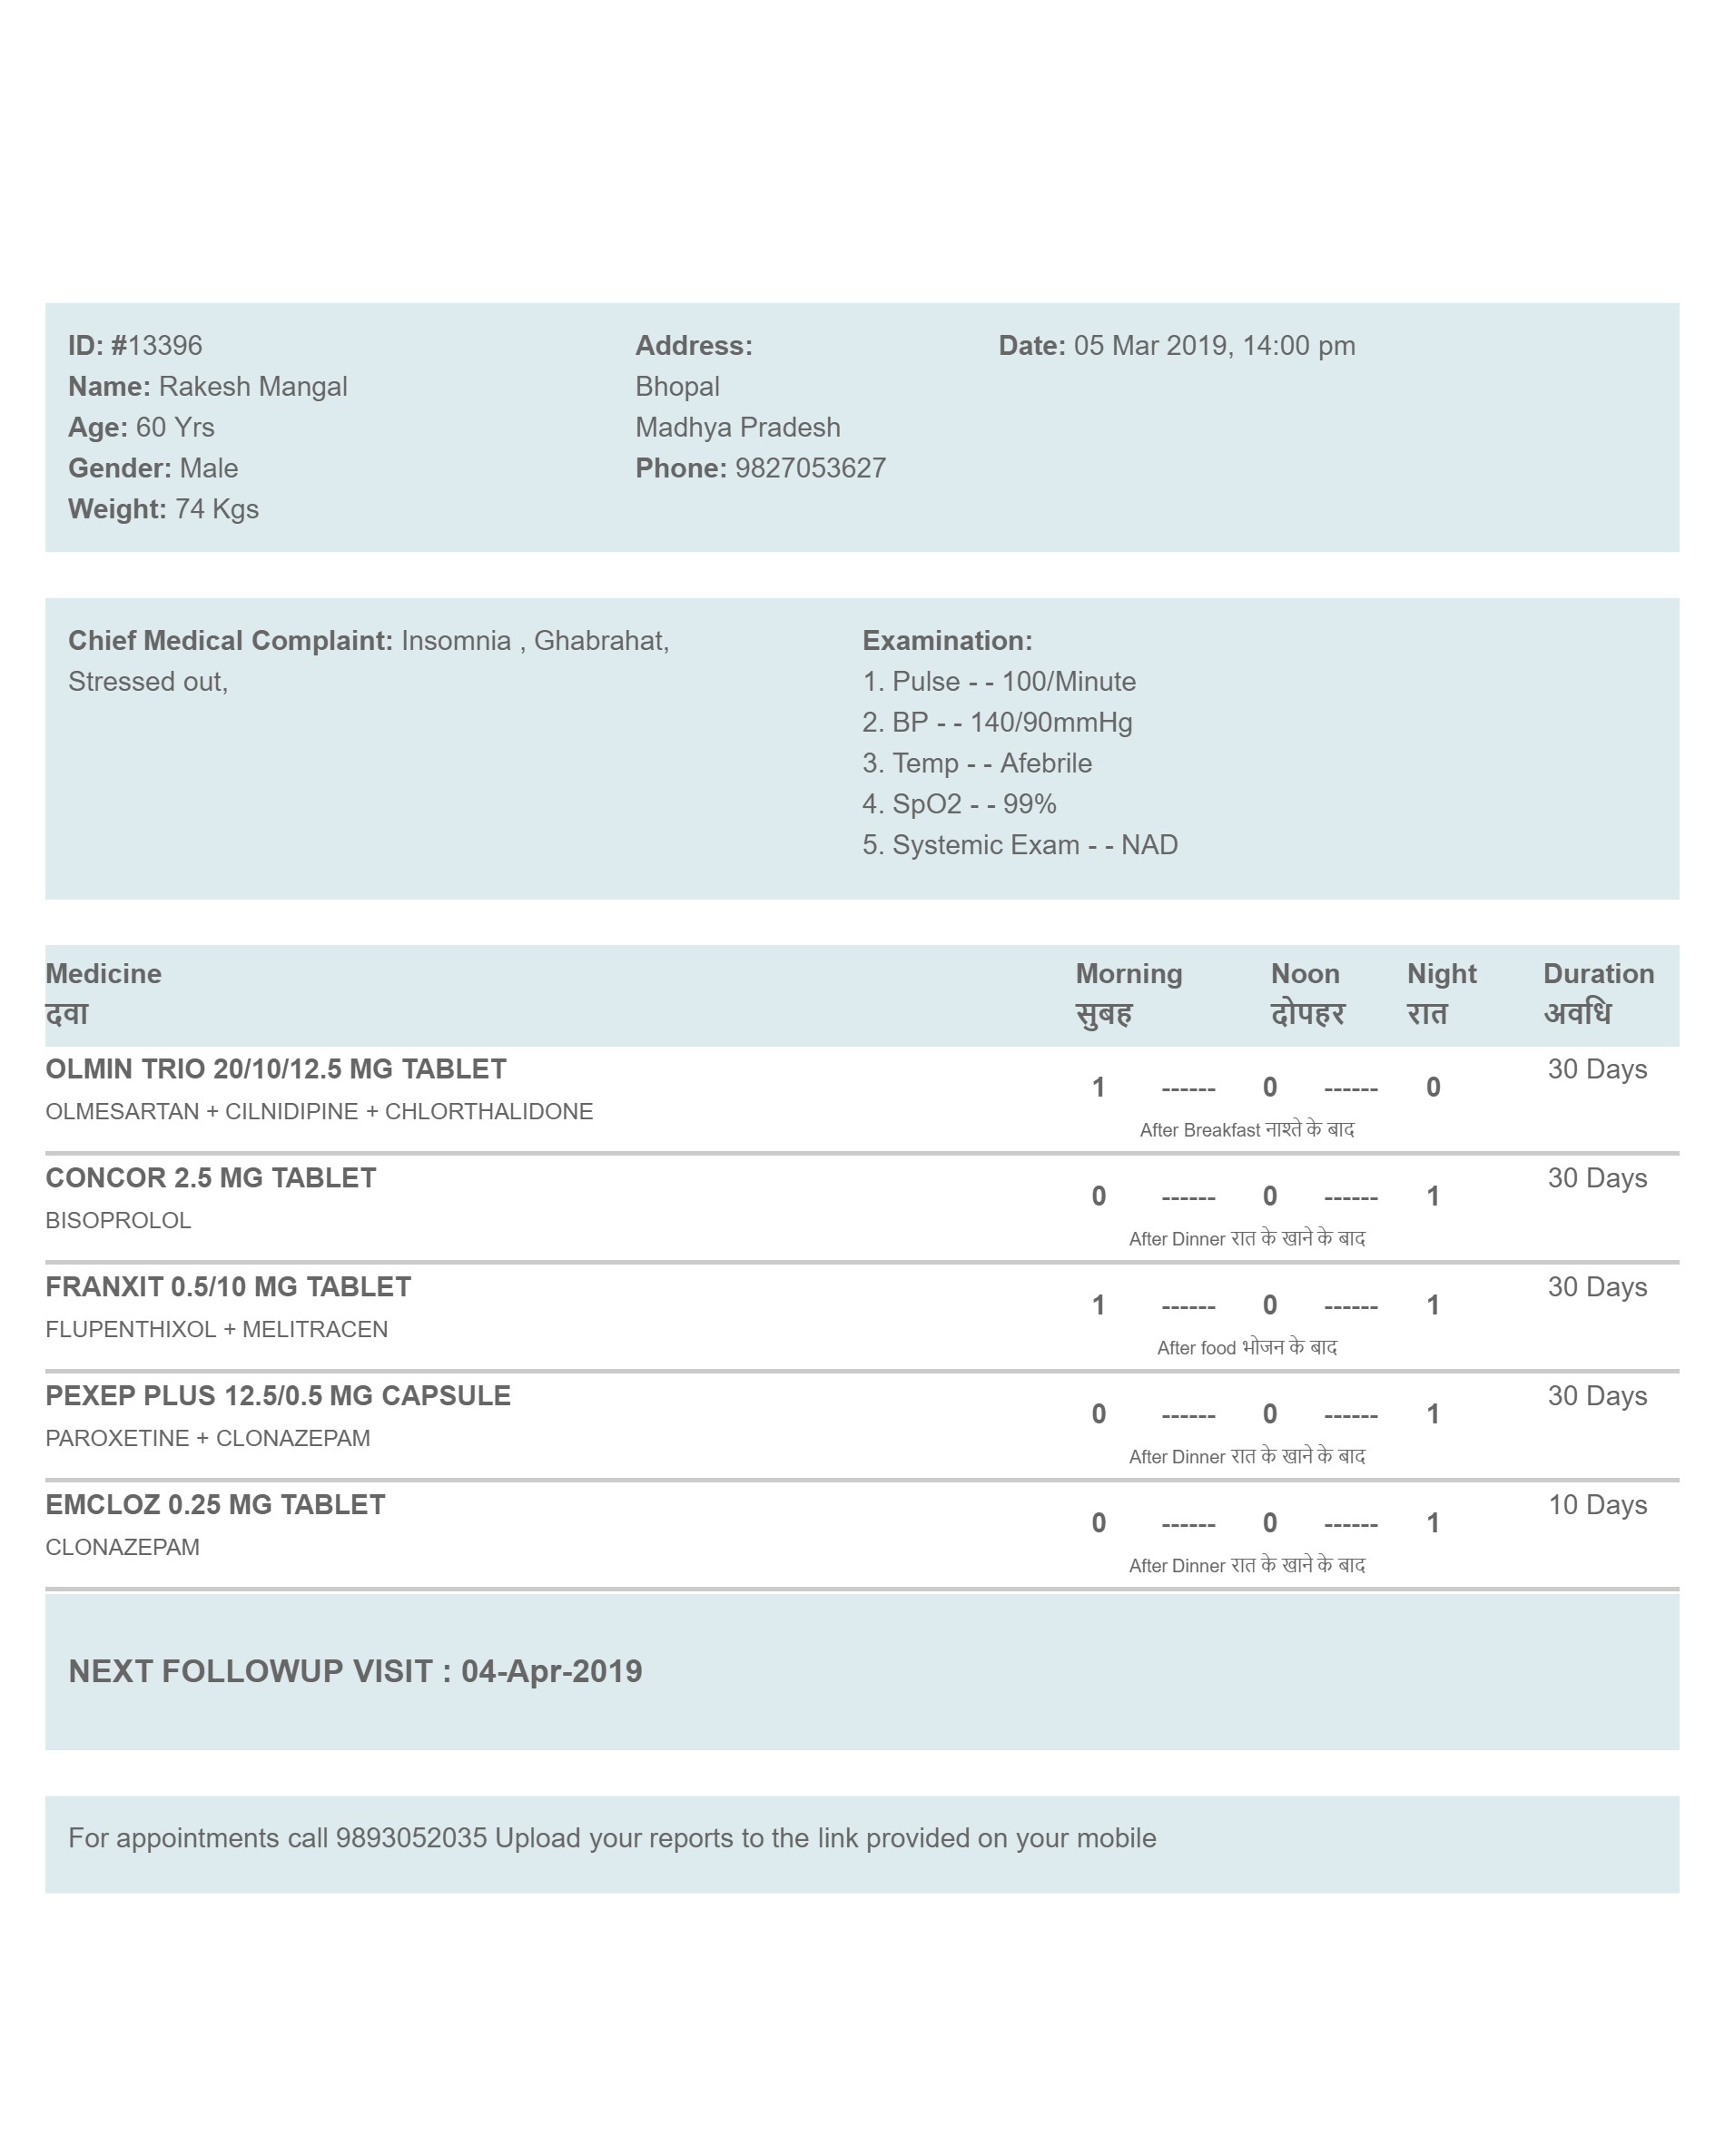 ID: #13396
Name: Rakesh Mangal
Age: 60 Yrs
Gender: Male
Weight: 74 Kgs
Address:
Bhopal
Madhya Pradesh
Phone: 9827053627
Date: 05 Mar 2019, 14:00 pm
Chief Medical Complaint: Insomnia , Ghabrahat,
Stressed out,
Examination:
1. Pulse - - 100/Minute
2. BP - - 140/90mmHg
3. Temp - - Afebrile
4. SpO2 - - 99%
5. Systemic Exam - - NAD
Medicine Morning Noon Night Duration
दवा सुबह दोपहर रात अवधि
OLMIN TRIO 20/10/12.5 MG TABLET 30 Days
1 ------ 0 ------ 0
OLMESARTAN + CILNIDIPINE + CHLORTHALIDONE
After Breakfast नाश्ते के बाद
CONCOR 2.5 MG TABLET 30 Days
0 ------ 0 ------ 1
BISOPROLOL
After Dinner रात के खाने के बाद
FRANXIT 0.5/10 MG TABLET 30 Days
1 ------ 0 ------ 1
FLUPENTHIXOL + MELITRACEN
After food भोजन के बाद
PEXEP PLUS 12.5/0.5 MG CAPSULE 30 Days
0 ------ 0 ------ 1
PAROXETINE + CLONAZEPAM
After Dinner रात के खाने के बाद
EMCLOZ 0.25 MG TABLET 10 Days
0 ------ 0 ------ 1
CLONAZEPAM
After Dinner रात के खाने के बाद
NEXT FOLLOWUP VISIT : 04-Apr-2019
For appointments call 9893052035 Upload your reports to the link provided on your mobile